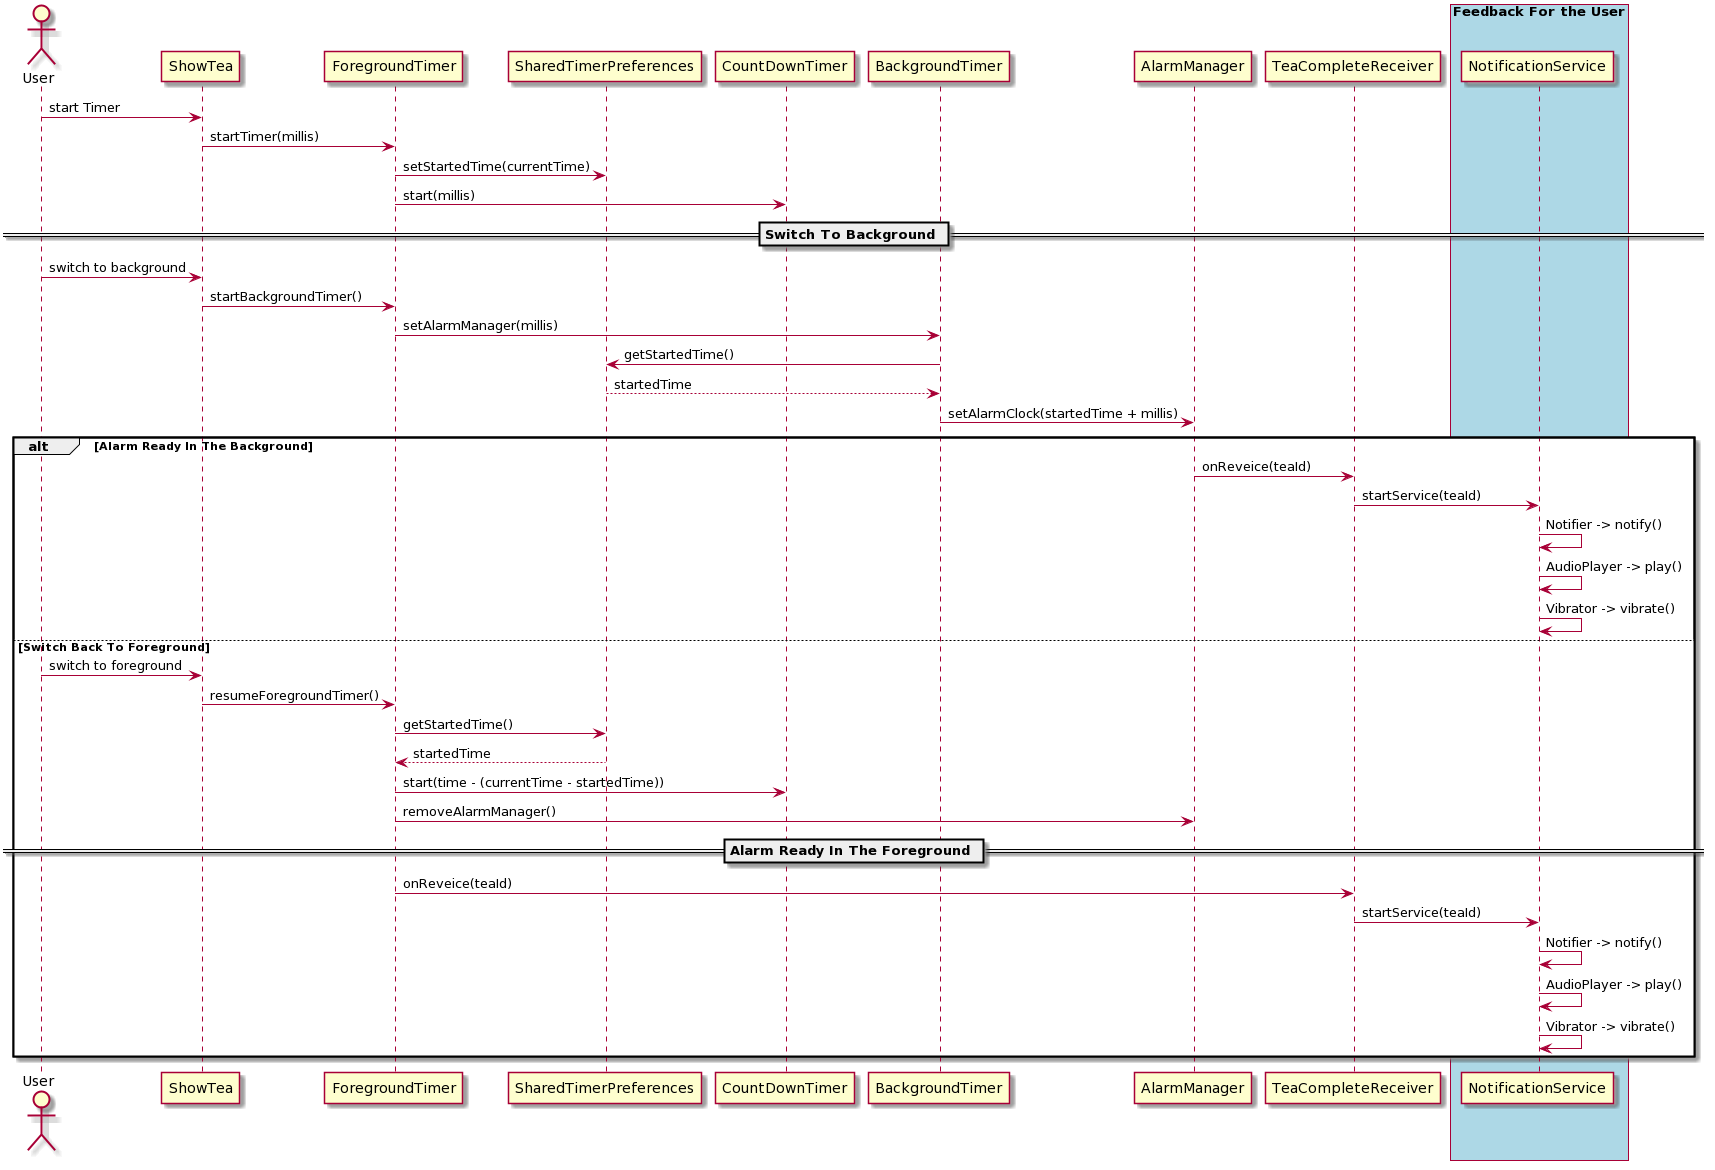 Feedback For the User
User
ShowTea
ForegroundTimer
SharedTimerPreferences
CountDownTimer
BackgroundTimer
AlarmManager
TeaCompleteReceiver
NotificationService
start Timer
startTimer(millis)
setStartedTime(currentTime)
start(millis)
Switch To Background
switch to background
startBackgroundTimer()
setAlarmManager(millis)
getStartedTime()
startedTime
setAlarmClock(startedTime + millis)
alt [Alarm Ready In The Background]
onReveice(teaId)
startService(teaId)
Notifier -> notify()
AudioPlayer -> play()
Vibrator -> vibrate()
[Switch Back To Foreground]
switch to foreground
resumeForegroundTimer()
getStartedTime()
startedTime
start(time - (currentTime - startedTime))
removeAlarmManager()
Alarm Ready In The Foreground
onReveice(teaId)
startService(teaId)
Notifier -> notify()
AudioPlayer -> play()
Vibrator -> vibrate()
User
ShowTea
ForegroundTimer
SharedTimerPreferences
CountDownTimer
BackgroundTimer
AlarmManager
TeaCompleteReceiver
NotificationService